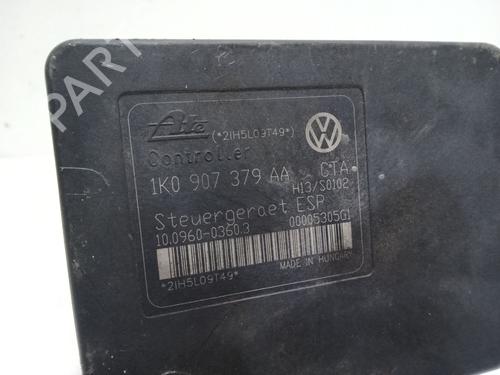 Ate (*2IH5L09T49*)
Controller
1K0 907 379 AA GTA
H13/S0102
Steuergeraet ESP
10.0960-0360.3 00005305G1
*2IH5L09T49*
MADE IN HUNGARY
PART